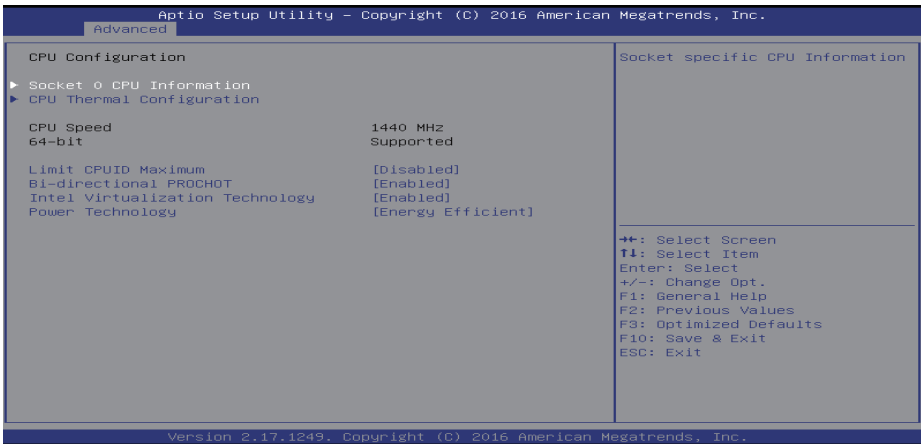 Aptio Setup Utility – Copyright (C) 2016 American Megatrends, Inc.
Advanced
CPU Configuration
Socket 0 CPU Information
CPU Thermal Configuration
CPU Speed 1440 MHz
64-bit Supported
Limit CPUID Maximum [Disabled]
Bi-directional PROCHOT [Enabled]
Intel Virtualization Technology [Enabled]
Power Technology [Energy Efficient]
Socket specific CPU Information
→←: Select Screen
↑↓: Select Item
Enter: Select
+/-: Change Opt.
F1: General Help
F2: Previous Values
F3: Optimized Defaults
F10: Save & Exit
ESC: Exit
Version 2.17.1249. Copyright (C) 2016 American Megatrends, Inc.